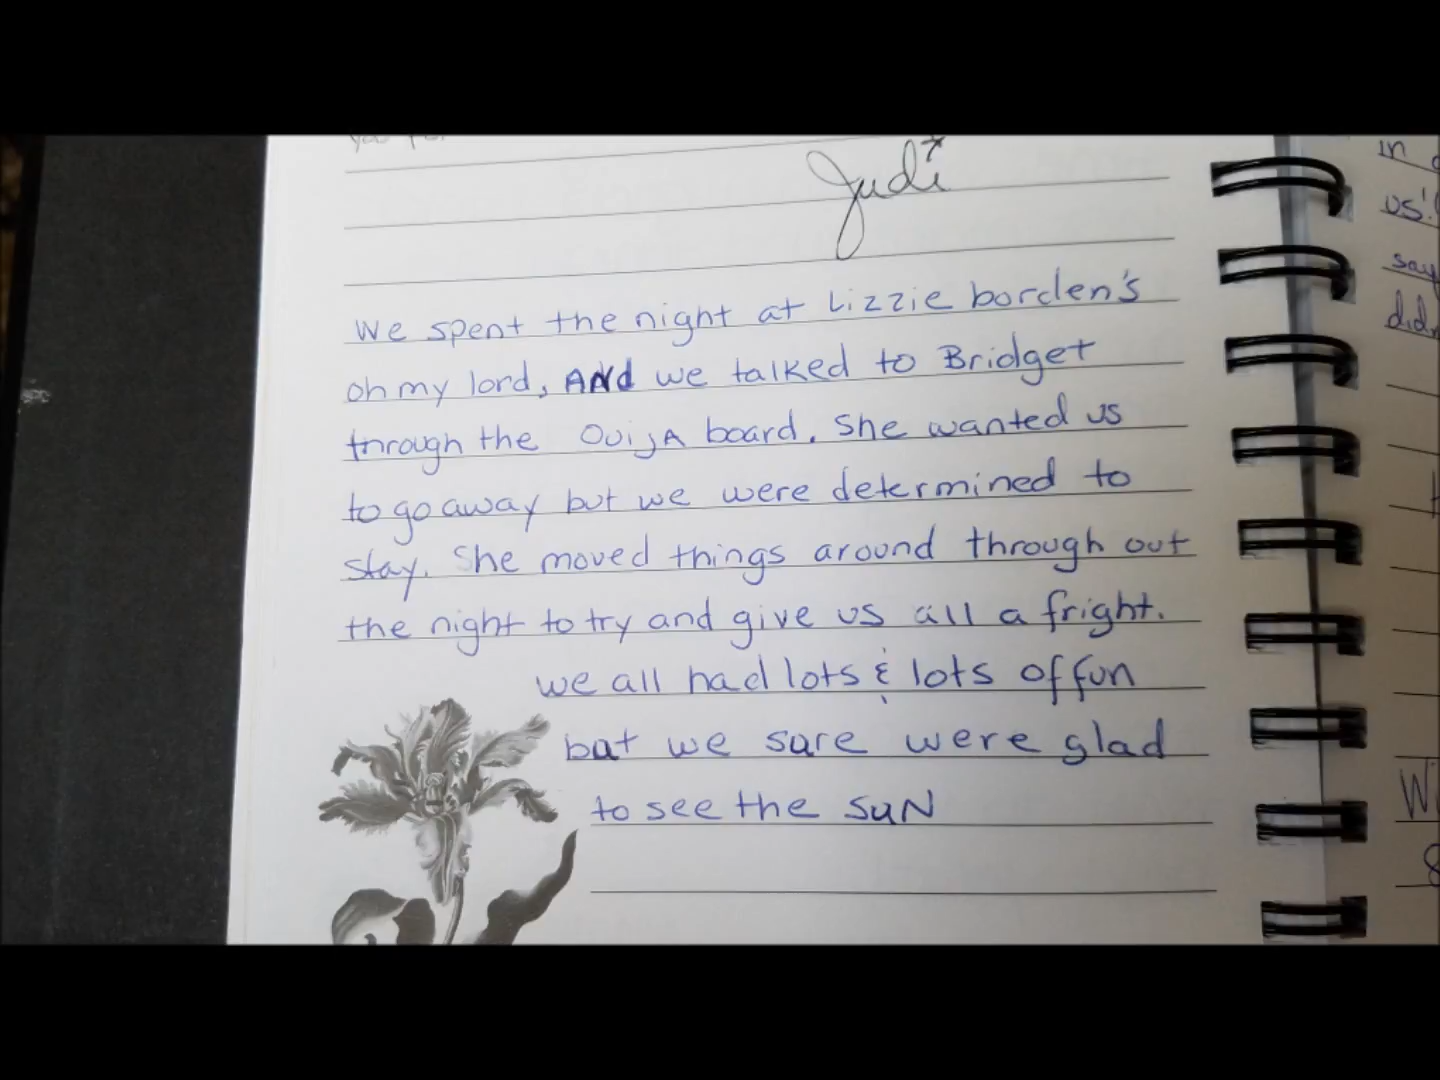 Judi
We spent the night at Lizzie borden's
oh my lord, ANd we talked to Bridget
through the OuijA board. She wanted us
to go away but we were determined to
stay. She moved things around through out
the night to try and give us all a fright.
we all had lots & lots of fun
but we sure were glad
to see the suN
in
us!
say